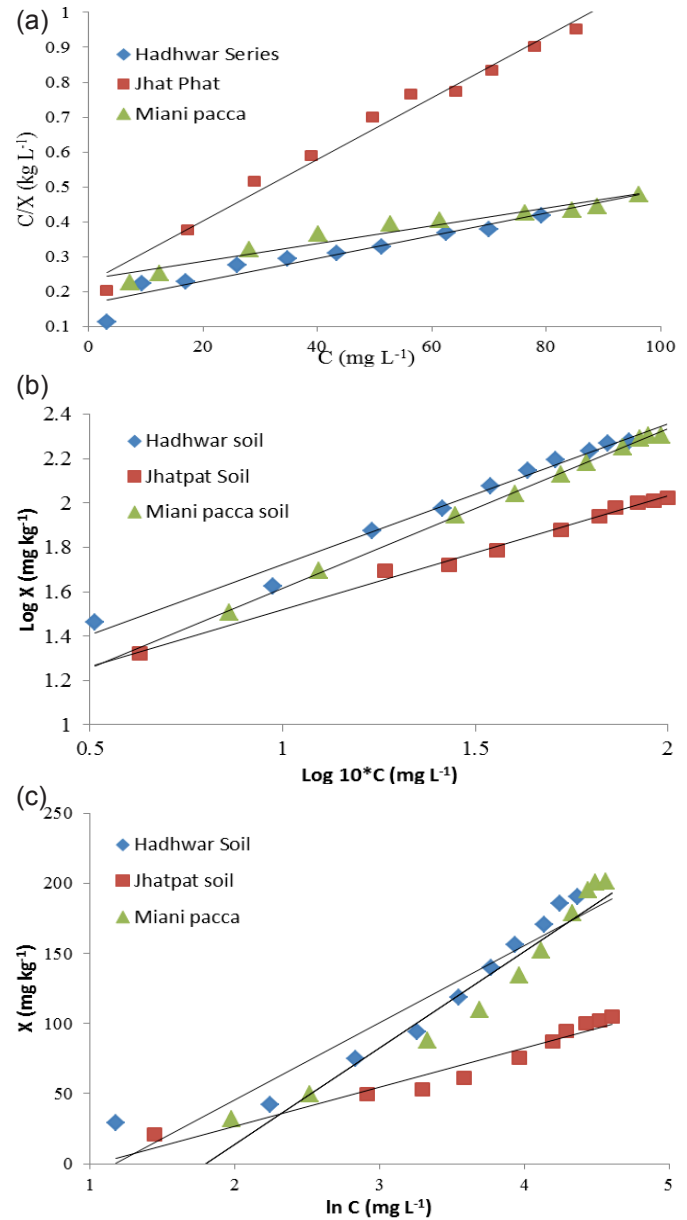 (a)
1
0.9
0.8
0.7
0.6
0.5
0.4
0.3
0.2
0.1
C/X (kg L-1)
Hadhwar Series
Jhat Phat
Miani pacca
0 20 40 60 80 100
C (mg L-1)
(b)
2.4
2.2
2
1.8
1.6
1.4
1.2
1
Log X (mg kg-1)
Hadhwar soil
Jhatpat Soil
Miani pacca soil
0.5 1 1.5 2
Log 10*C (mg L-1)
(c)
250
200
150
100
50
0
X (mg kg-1)
Hadhwar Soil
Jhatpat soil
Miani pacca
1 2 3 4 5
ln C (mg L-1)